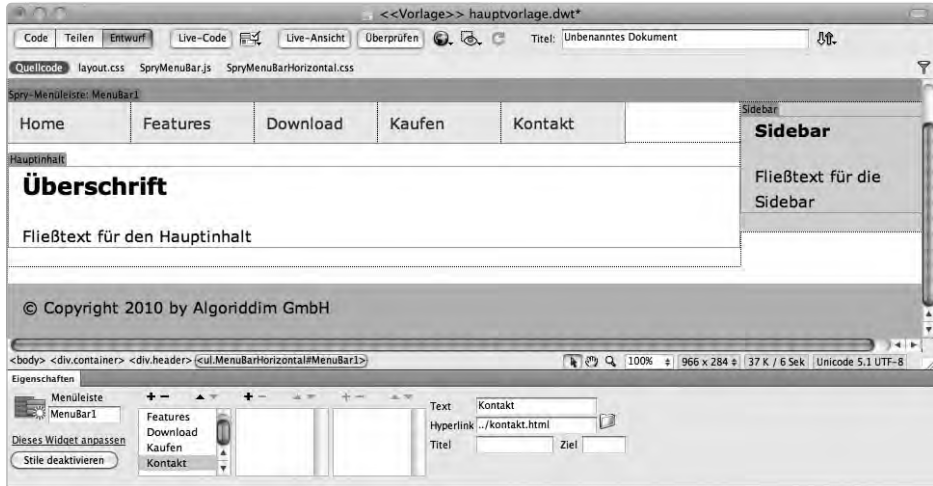 <<Vorlage>> hauptvorlage.dwt*
Code Teilen Entwurf Live-Code Live-Ansicht Überprüfen Titel: Unbenanntes Dokument
Quellcode layout.css SpryMenuBar.js SpryMenuBarHorizontal.css
Spry-Menüleiste: MenuBar1
Home Features Download Kaufen Kontakt
Sidebar
Sidebar
Fließtext für die
Sidebar
Hauptinhalt
Überschrift
Fließtext für den Hauptinhalt
© Copyright 2010 by Algoriddim GmbH
<body> <div.container> <div.header> <ul.MenuBarHorizontal#MenuBar1> 100% 966 x 284 37 K / 6 Sek Unicode 5.1 UTF-8
Eigenschaften
Menüleiste
MenuBar1
Dieses Widget anpassen
Stile deaktivieren
Features
Download
Kaufen
Kontakt
Text Kontakt
Hyperlink ../kontakt.html
Titel Ziel